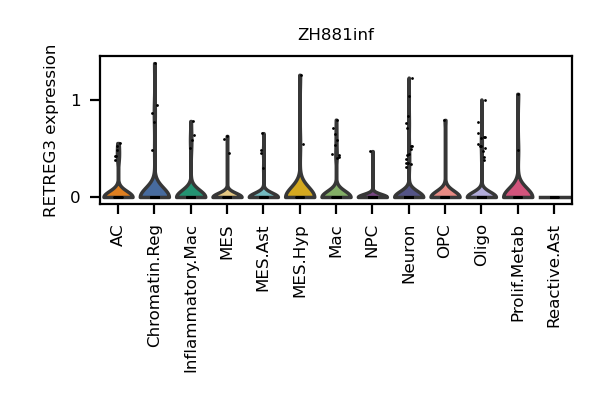 ZH881inf
RETREG3 expression
1
0
AC
Chromatin.Reg
Inflammatory.Mac
MES
MES.Ast
MES.Hyp
Mac
NPC
Neuron
OPC
Oligo
Prolif.Metab
Reactive.Ast